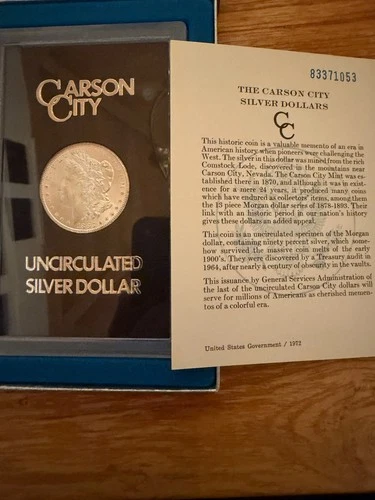 CARSON
CITY
UNCIRCULATED
SILVER DOLLAR
83371053
THE CARSON CITY
SILVER DOLLARS
CC
This historic coin is a valuable memento of an era in
American history when pioneers were challenging the
West. The silver in this dollar was mined from the rich
Comstock Lode, discovered in the mountains near
Carson City, Nevada. The Carson City Mint was es-
tablished there in 1870, and although it was in exist-
ence for a mere 24 years, it produced many coins
which have endured as collectors' items, among them
the 13 piece Morgan dollar series of 1878-1893. Their
link with an historic period in our nation's history
gives these dollars an added appeal.
This coin is an uncirculated specimen of the Morgan
dollar, containing ninety percent silver, which some-
how survived the massive coin melts of the early
1900's. They were discovered by a Treasury audit in
1964, after nearly a century of obscurity in the vaults.
This issuance by General Services Administration of
the last of the uncirculated Carson City dollars will
serve for millions of Americans as cherished memen-
tos of a colorful era.
United States Government / 1972